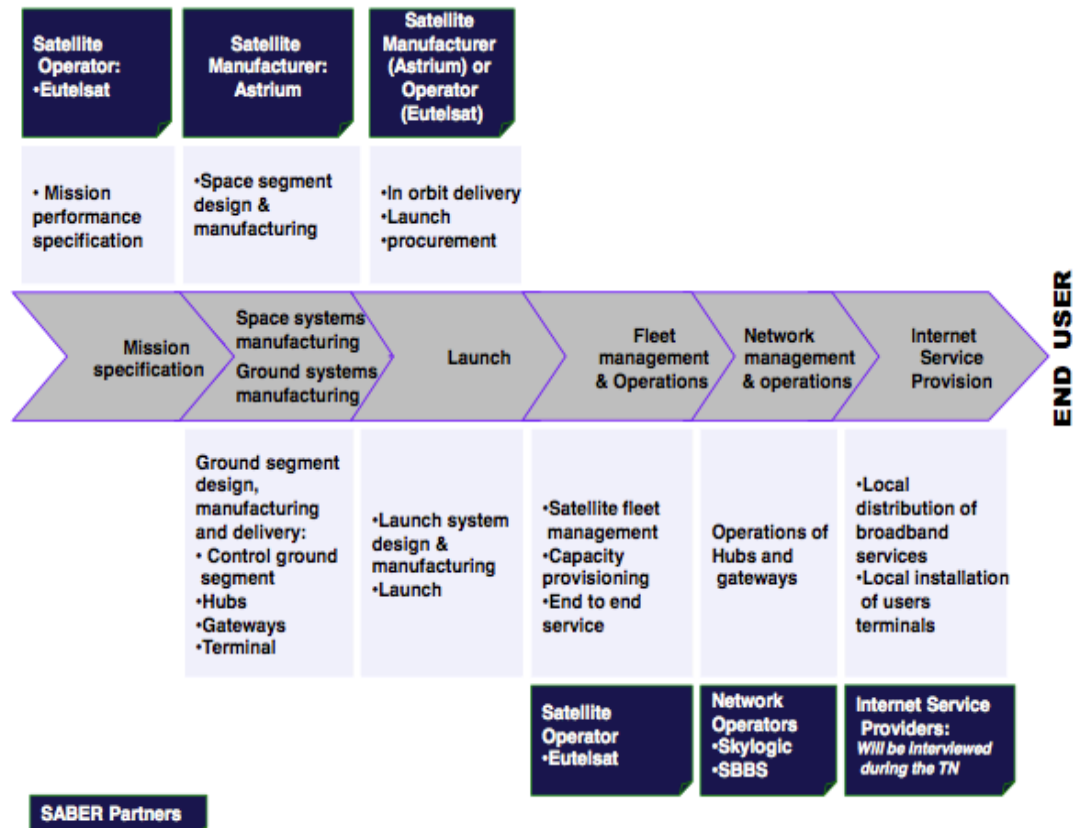 Satellite
Operator:
•Eutelsat
Satellite
Manufacturer:
Astrium
Satellite
Manufacturer
(Astrium) or
Operator
(Eutelsat)
• Mission
performance
specification
•Space segment
design &
manufacturing
•In orbit delivery
•Launch
•procurement
Mission
specification
Space systems
manufacturing
Ground systems
manufacturing
Launch
Fleet
management
& Operations
Network
management
& operations
Internet
Service
Provision
END USER
Ground segment
design,
manufacturing
and delivery:
• Control ground
segment
•Hubs
•Gateways
•Terminal
•Launch system
design &
manufacturing
•Launch
•Satellite fleet
management
•Capacity
provisioning
•End to end
service
Operations of
Hubs and
gateways
•Local
distribution of
broadband
services
•Local installation
of users
terminals
Satellite
Operator
•Eutelsat
Network
Operators
•Skylogic
•SBBS
Internet Service
Providers:
Will be interviewed
during the TN
SABER Partners